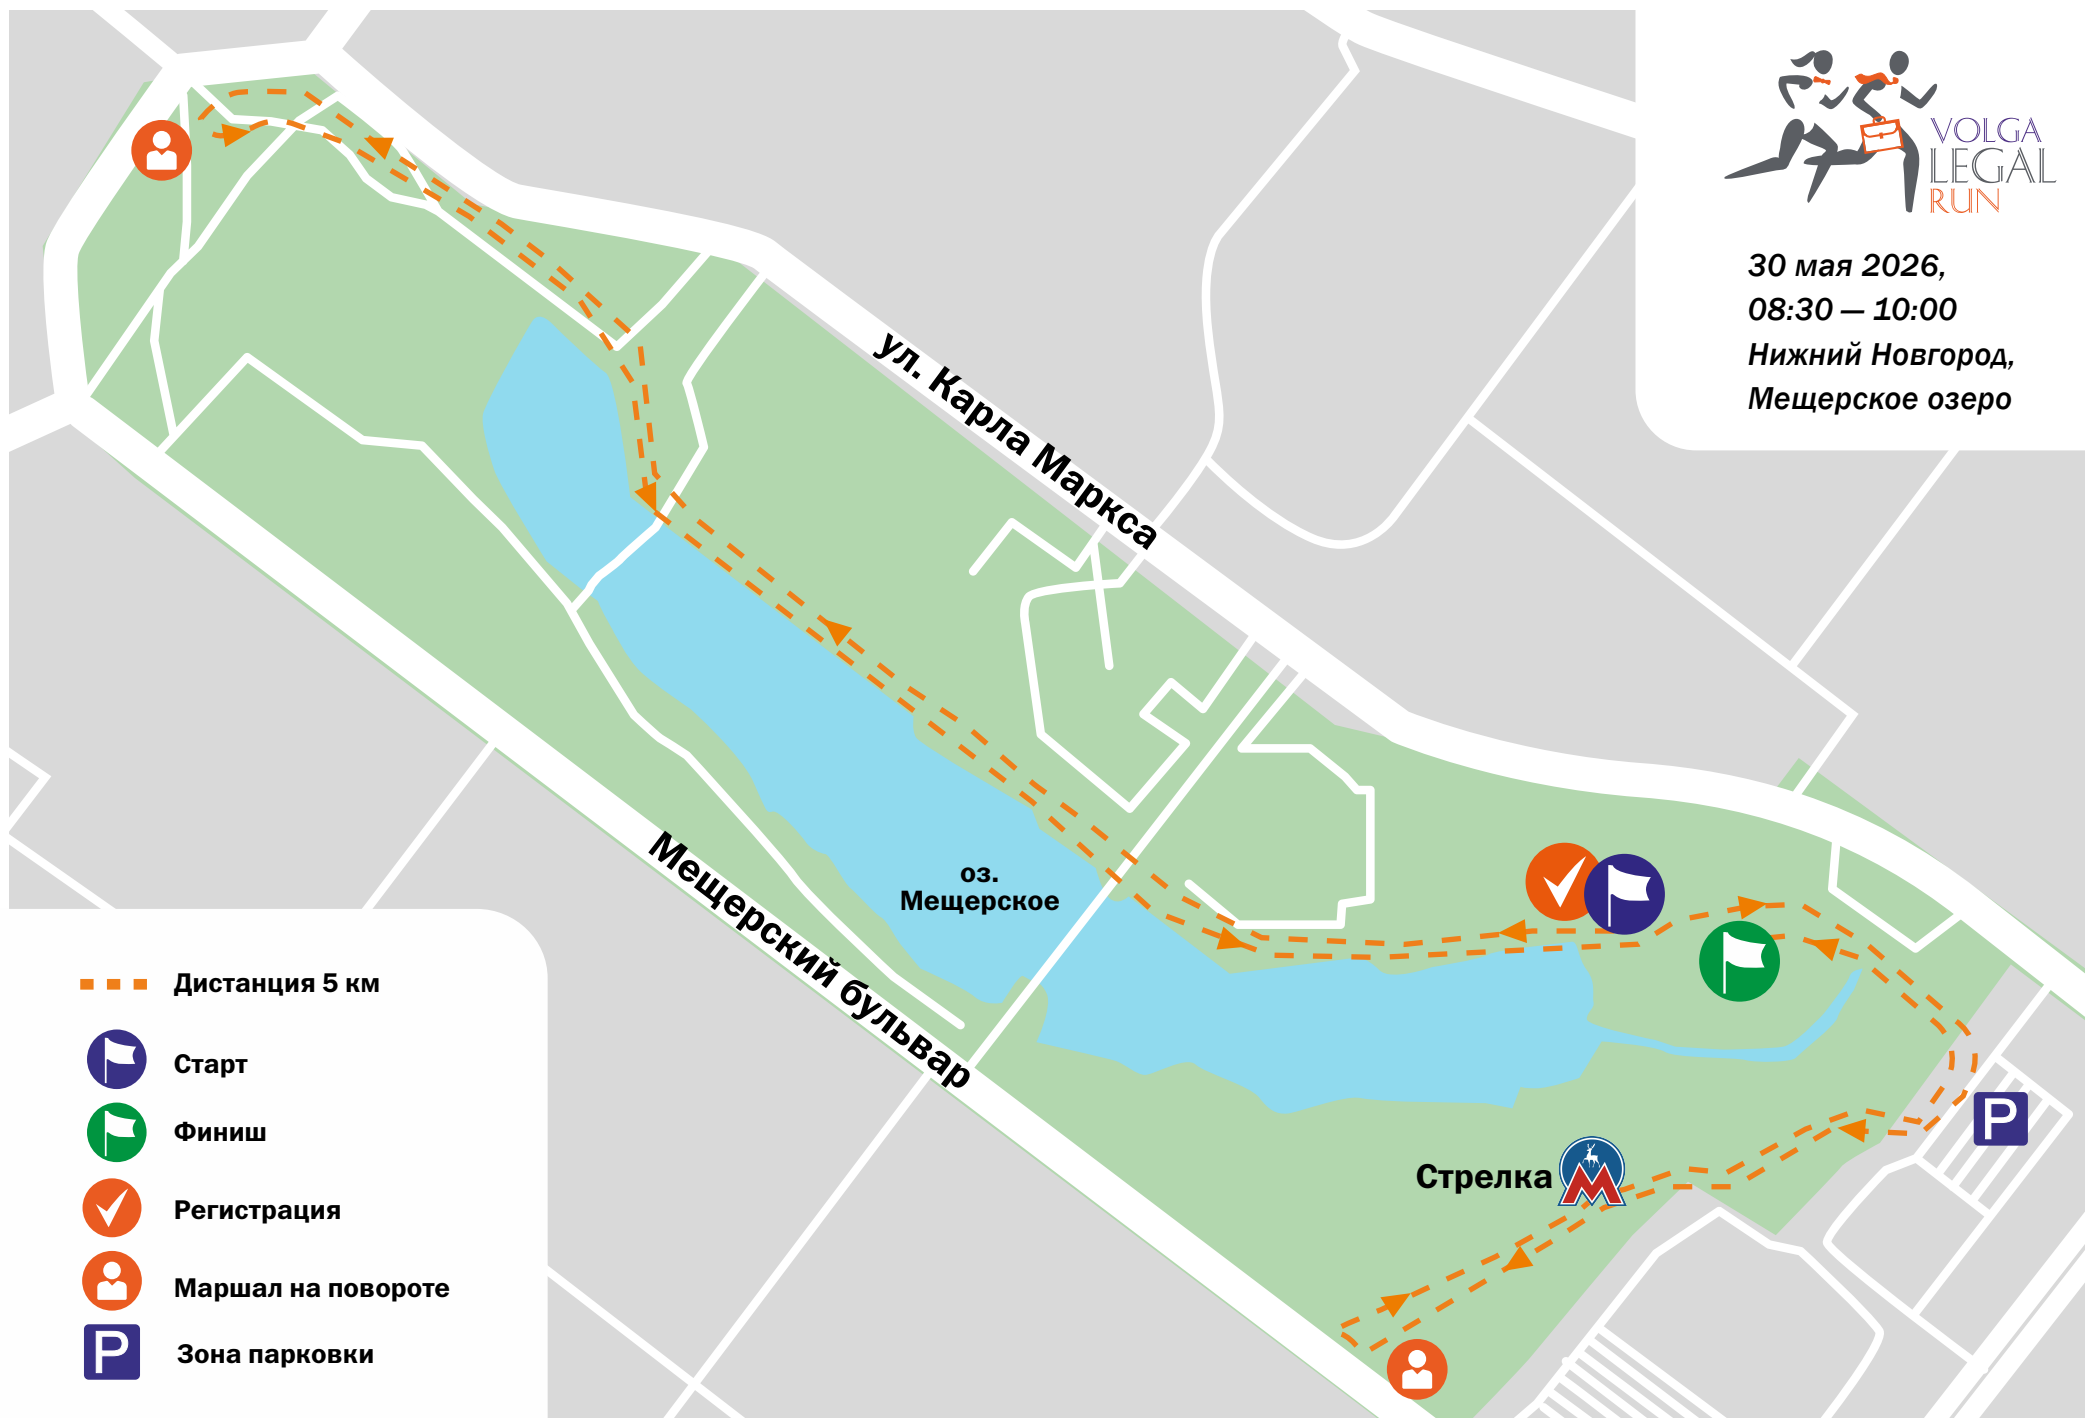 VOLGA
LEGAL
RUN
30 мая 2026,
08:30 — 10:00
Нижний Новгород,
Мещерское озеро
ул. Карла Маркса
оз.
Мещерское
Мещерский бульвар
Стрелка
М
P
Дистанция 5 км
Старт
Финиш
Регистрация
Маршал на повороте
P Зона парковки